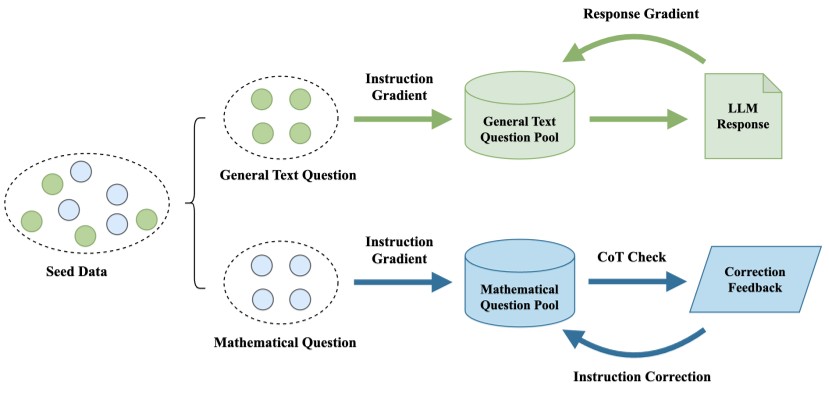 Response Gradient
Instruction
Gradient
General Text
Question Pool
LLM
Response
General Text Question
Seed Data
Instruction
Gradient
CoT Check
Mathematical
Question Pool
Correction
Feedback
Mathematical Question
Instruction Correction